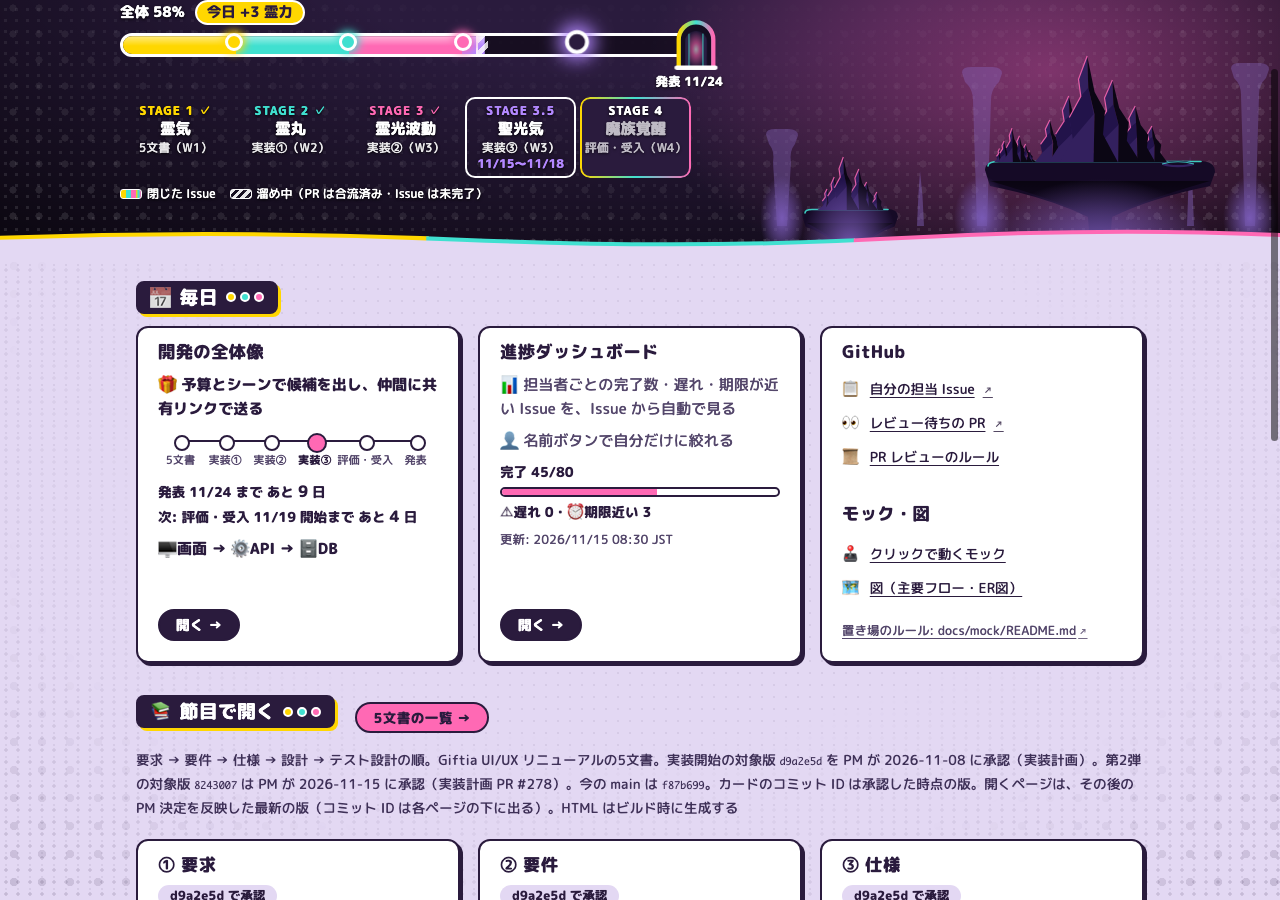 全体 58% 今日 +3 霊力
発表 11/24
STAGE 1 ✓
霊気
5文書（W1）
STAGE 2 ✓
霊丸
実装①（W2）
STAGE 3 ✓
霊光波動
実装②（W3）
STAGE 3.5
聖光気
実装③（W3）
11/15〜11/18
STAGE 4
魔族覚醒
評価・受入（W4）
閉じた Issue 溜め中（PR は合流済み・Issue は未完了）
📅 毎日
開発の全体像
🎁 予算とシーンで候補を出し、仲間に共
有リンクで送る
5文書 実装① 実装② 実装③ 評価・受入 発表
発表 11/24 まで あと 9 日
次: 評価・受入 11/19 開始まで あと 4 日
🖥️画面 → ⚙️API → 🗄️DB
開く →
進捗ダッシュボード
📊 担当者ごとの完了数・遅れ・期限が近
い Issue を、Issue から自動で見る
👤 名前ボタンで自分だけに絞れる
完了 45/80
⚠遅れ 0・⏰期限近い 3
更新: 2026/11/15 08:30 JST
開く →
GitHub
📋 自分の担当 Issue ↗
👀 レビュー待ちの PR ↗
📜 PR レビューのルール
モック・図
🕹️ クリックで動くモック
🗺️ 図（主要フロー・ER図）
置き場のルール: docs/mock/README.md ↗
📚 節目で開く
5文書の一覧 →
要求 → 要件 → 仕様 → 設計 → テスト設計の順。Giftia UI/UX リニューアルの5文書。実装開始の対象版 d9a2e5d を PM が 2026-11-08 に承認（実装計画）。第2弾
の対象版 8243007 は PM が 2026-11-15 に承認（実装計画 PR #278）。今の main は f87b699。カードのコミット ID は承認した時点の版。開くページは、その後の
PM 決定を反映した最新の版（コミット ID は各ページの下に出る）。HTML はビルド時に生成する
① 要求
d9a2e5d で承認
② 要件
d9a2e5d で承認
③ 仕様
d9a2e5d で承認